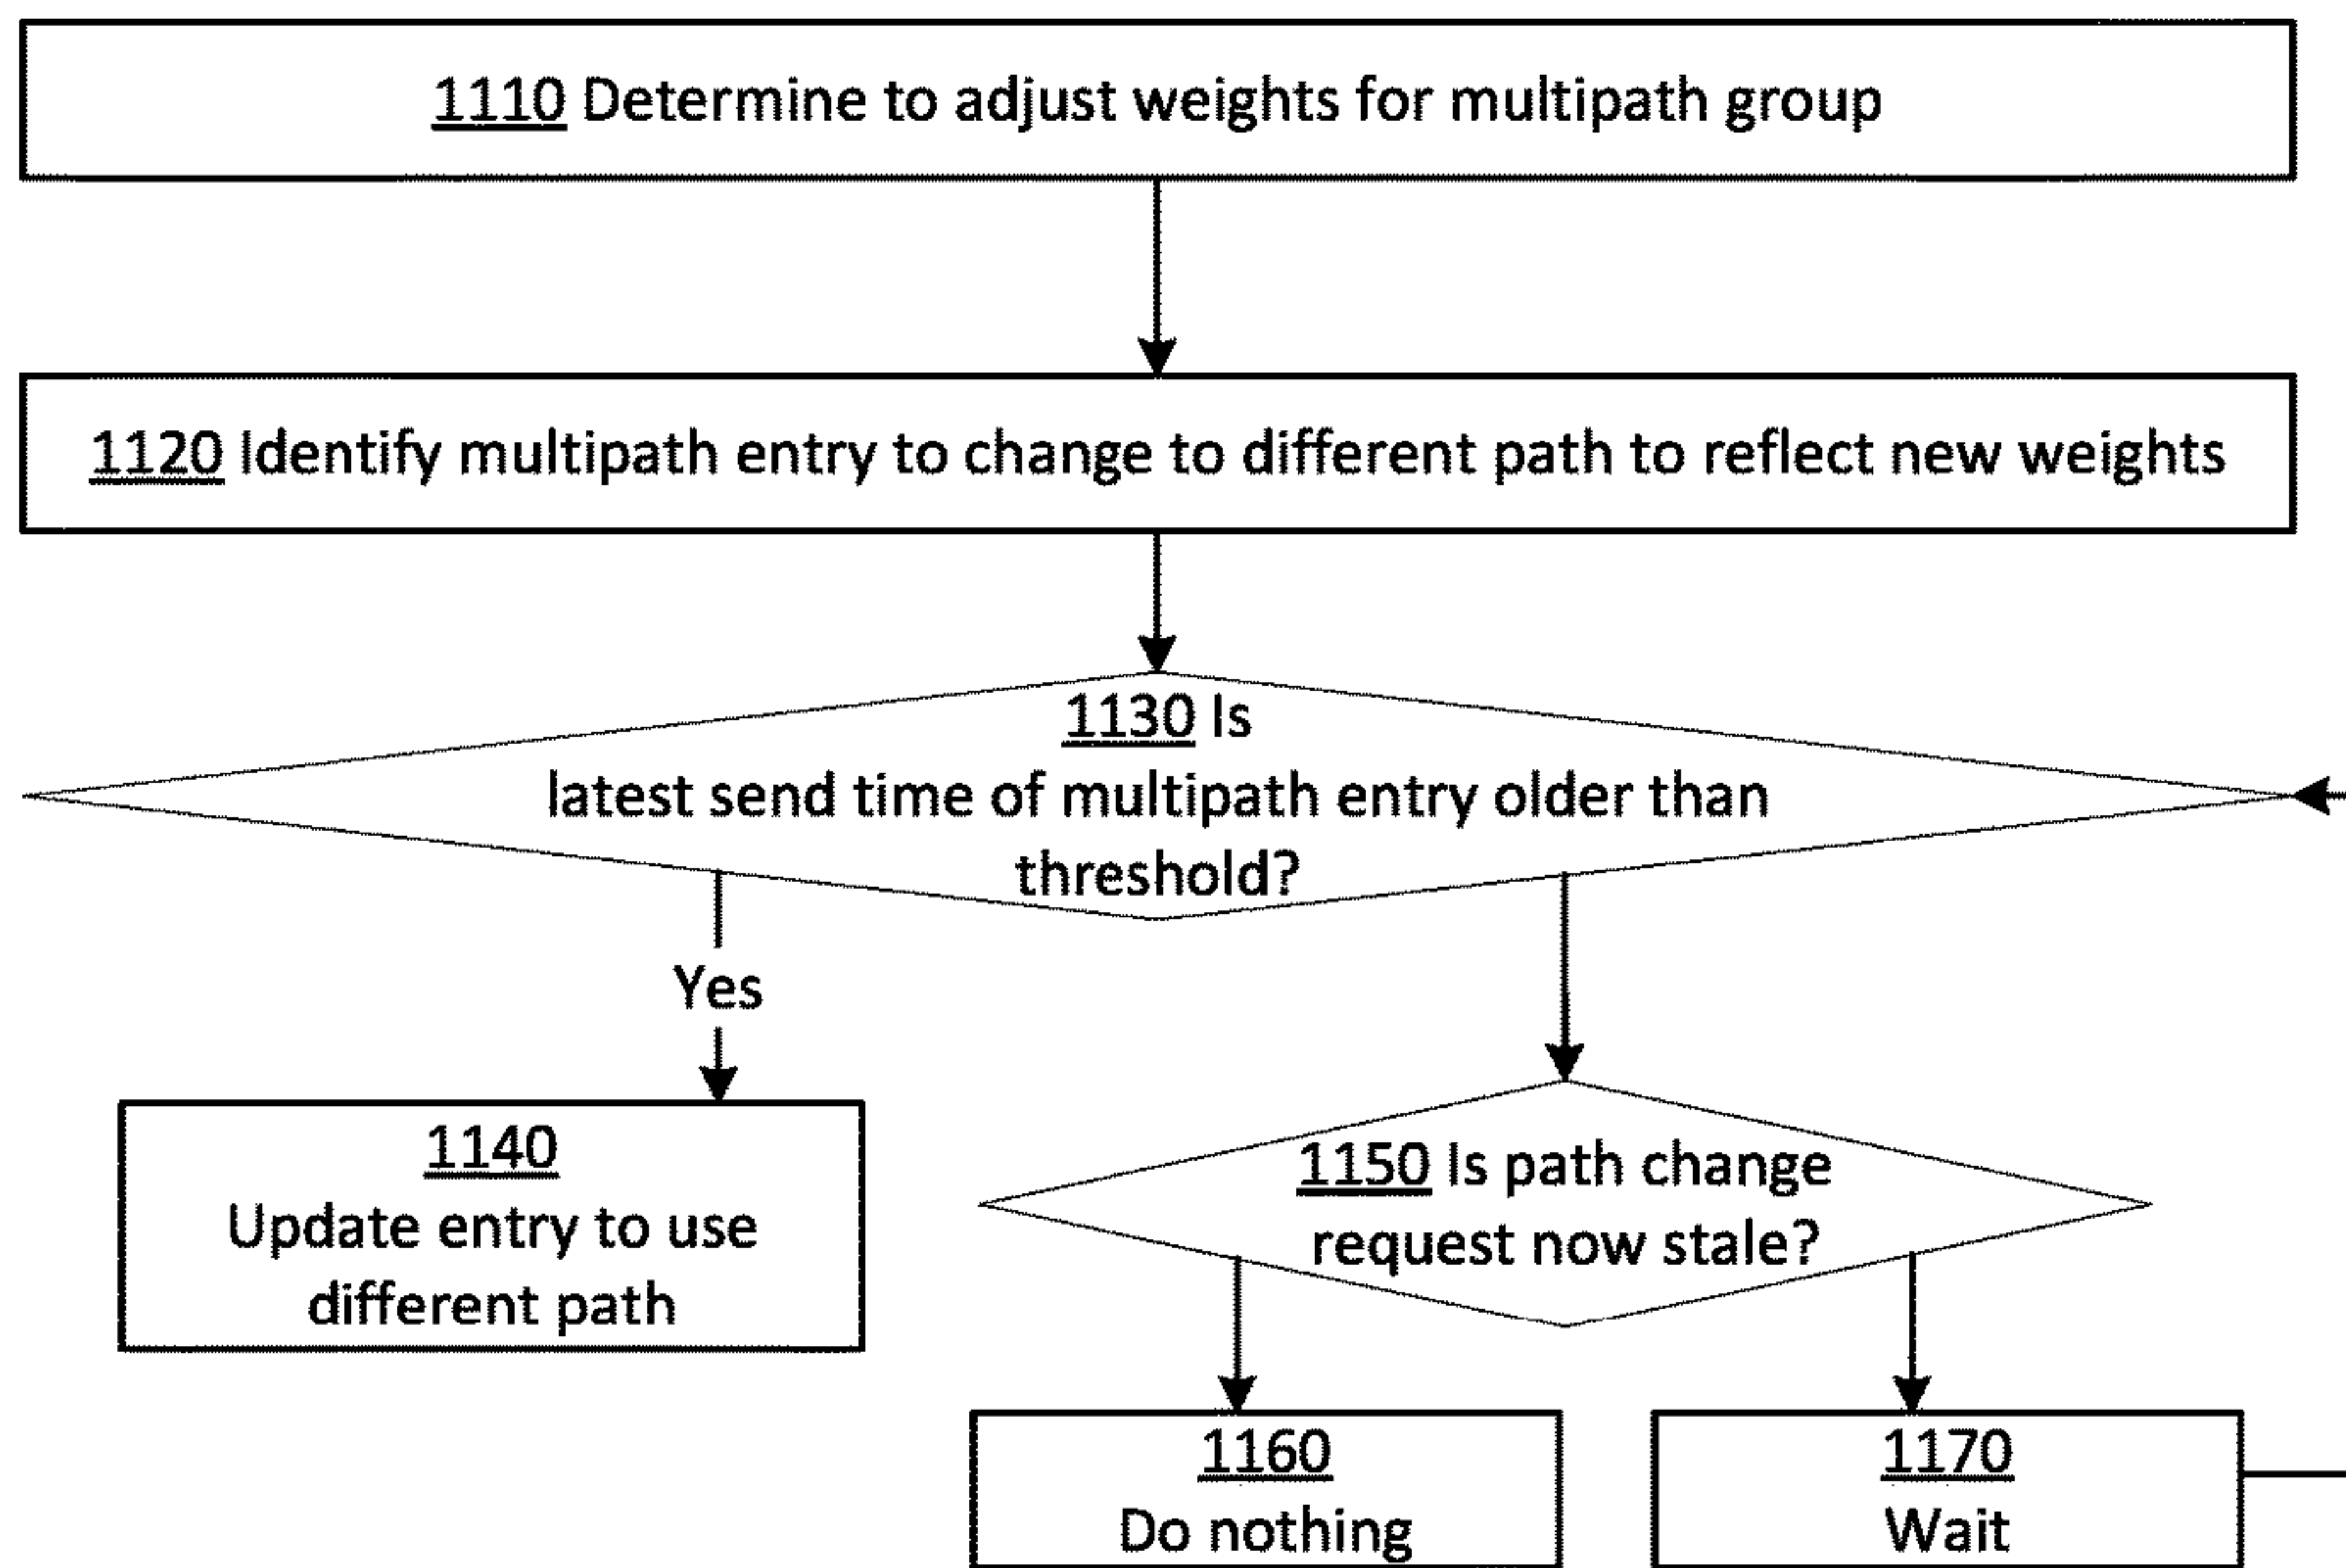 1110 Determine to adjust weights for multipath group
1120 Identify multipath entry to change to different path to reflect new weights
1130 Is
latest send time of multipath entry older than
threshold?
Yes
1140
Update entry to use
different path
1150 Is path change
request now stale?
1160
Do nothing
1170
Wait